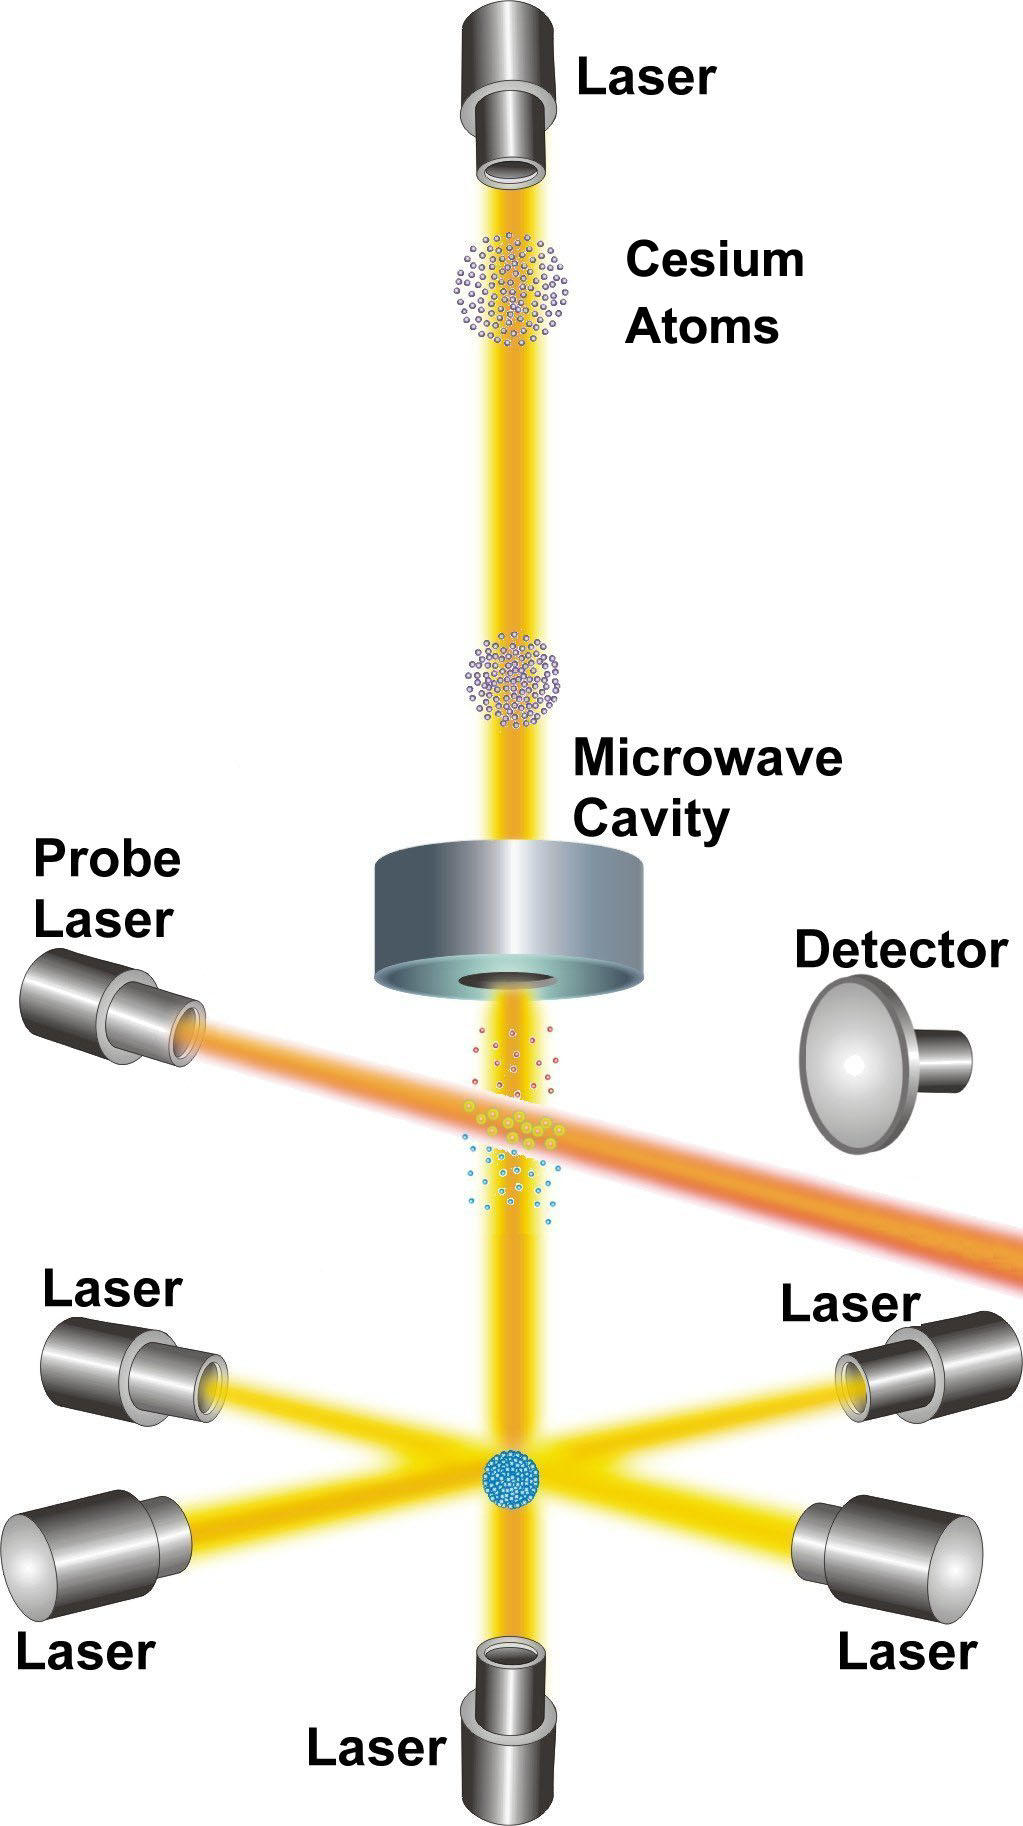 Laser
Cesium
Atoms
Microwave
Cavity
Probe
Laser
Detector
Laser
Laser
Laser
Laser
Laser